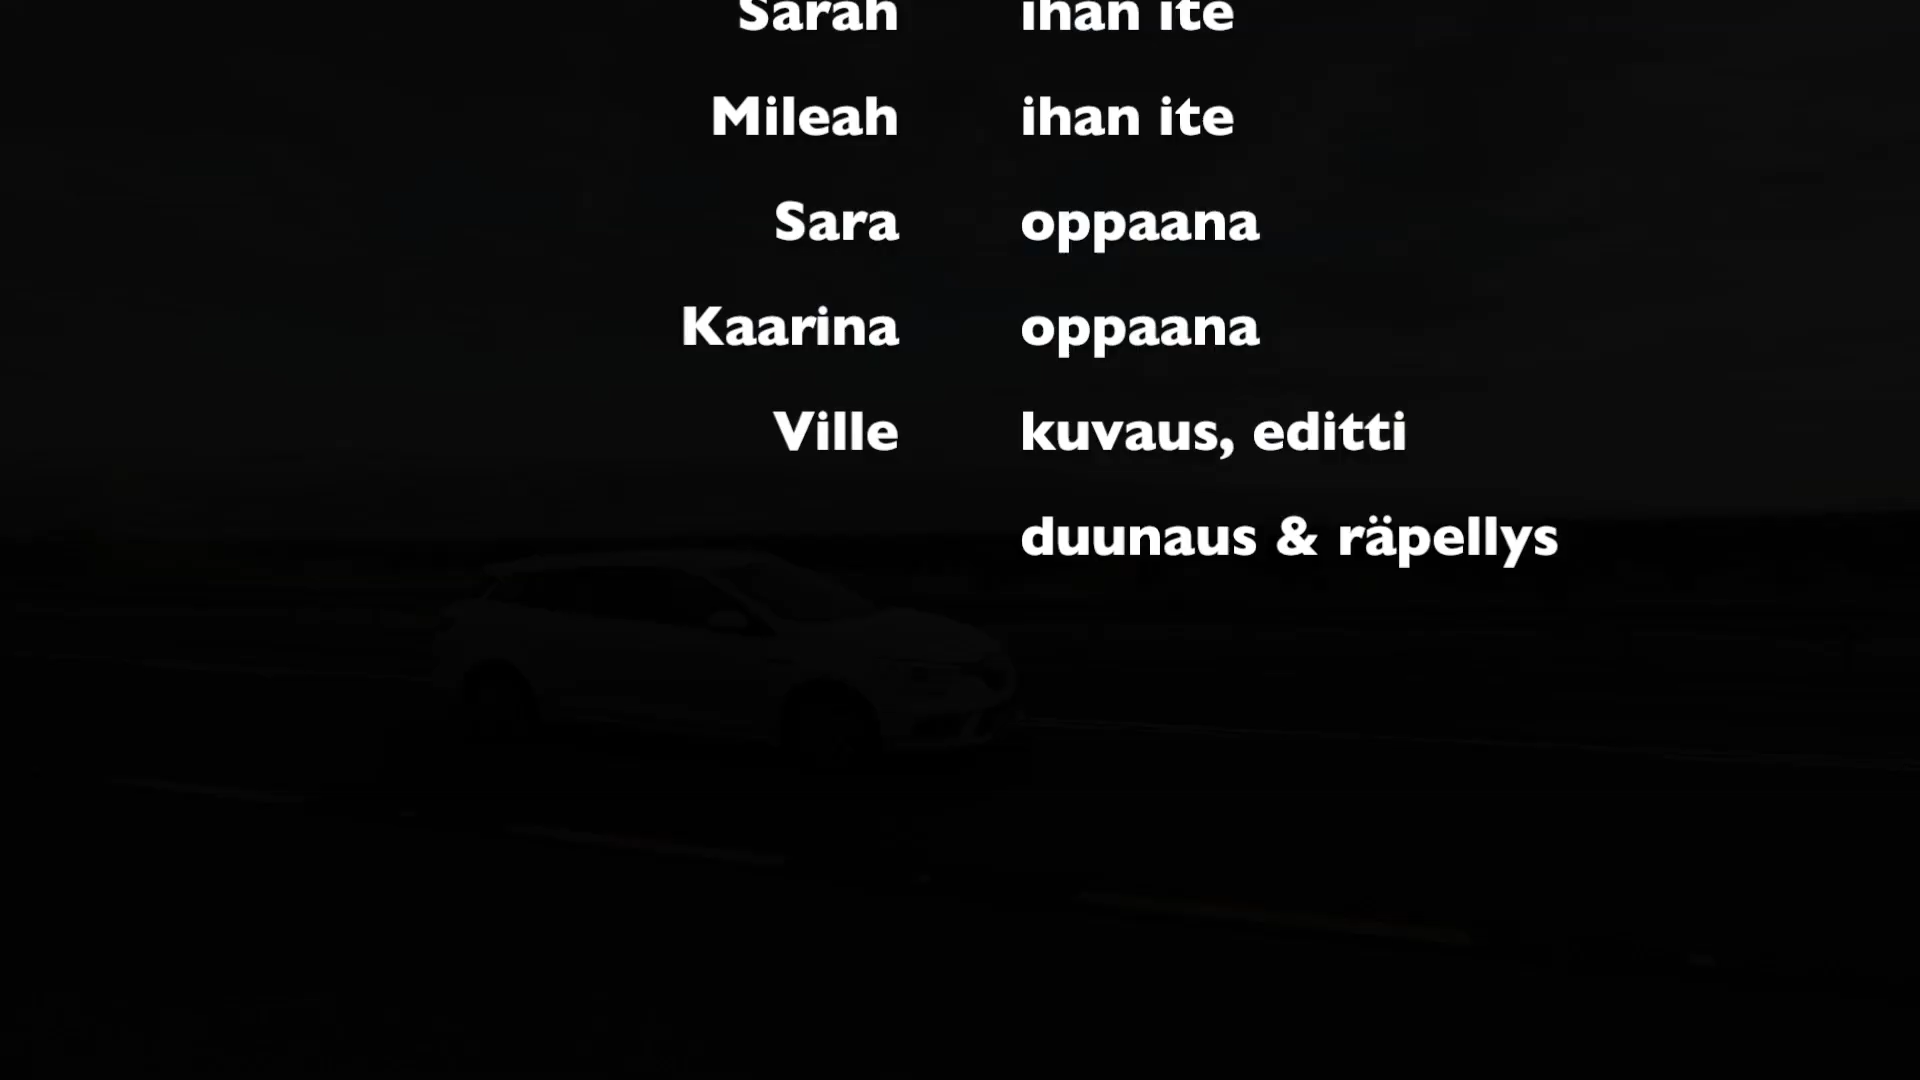 Sarah ihan ite
Mileah ihan ite
Sara oppaana
Kaarina oppaana
Ville kuvaus, editti
duunaus & räpellys